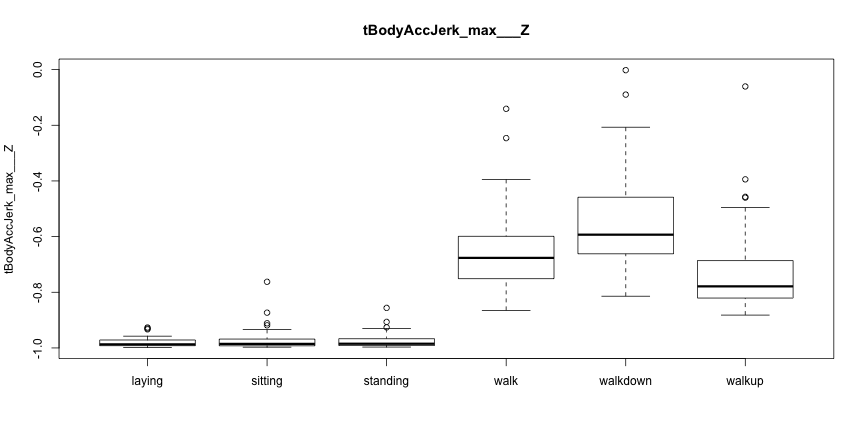 tBodyAccJerk_max___Z
tBodyAccJerk_max___Z
0.0
-0.2
-0.4
-0.6
-0.8
-1.0
laying sitting standing walk walkdown walkup